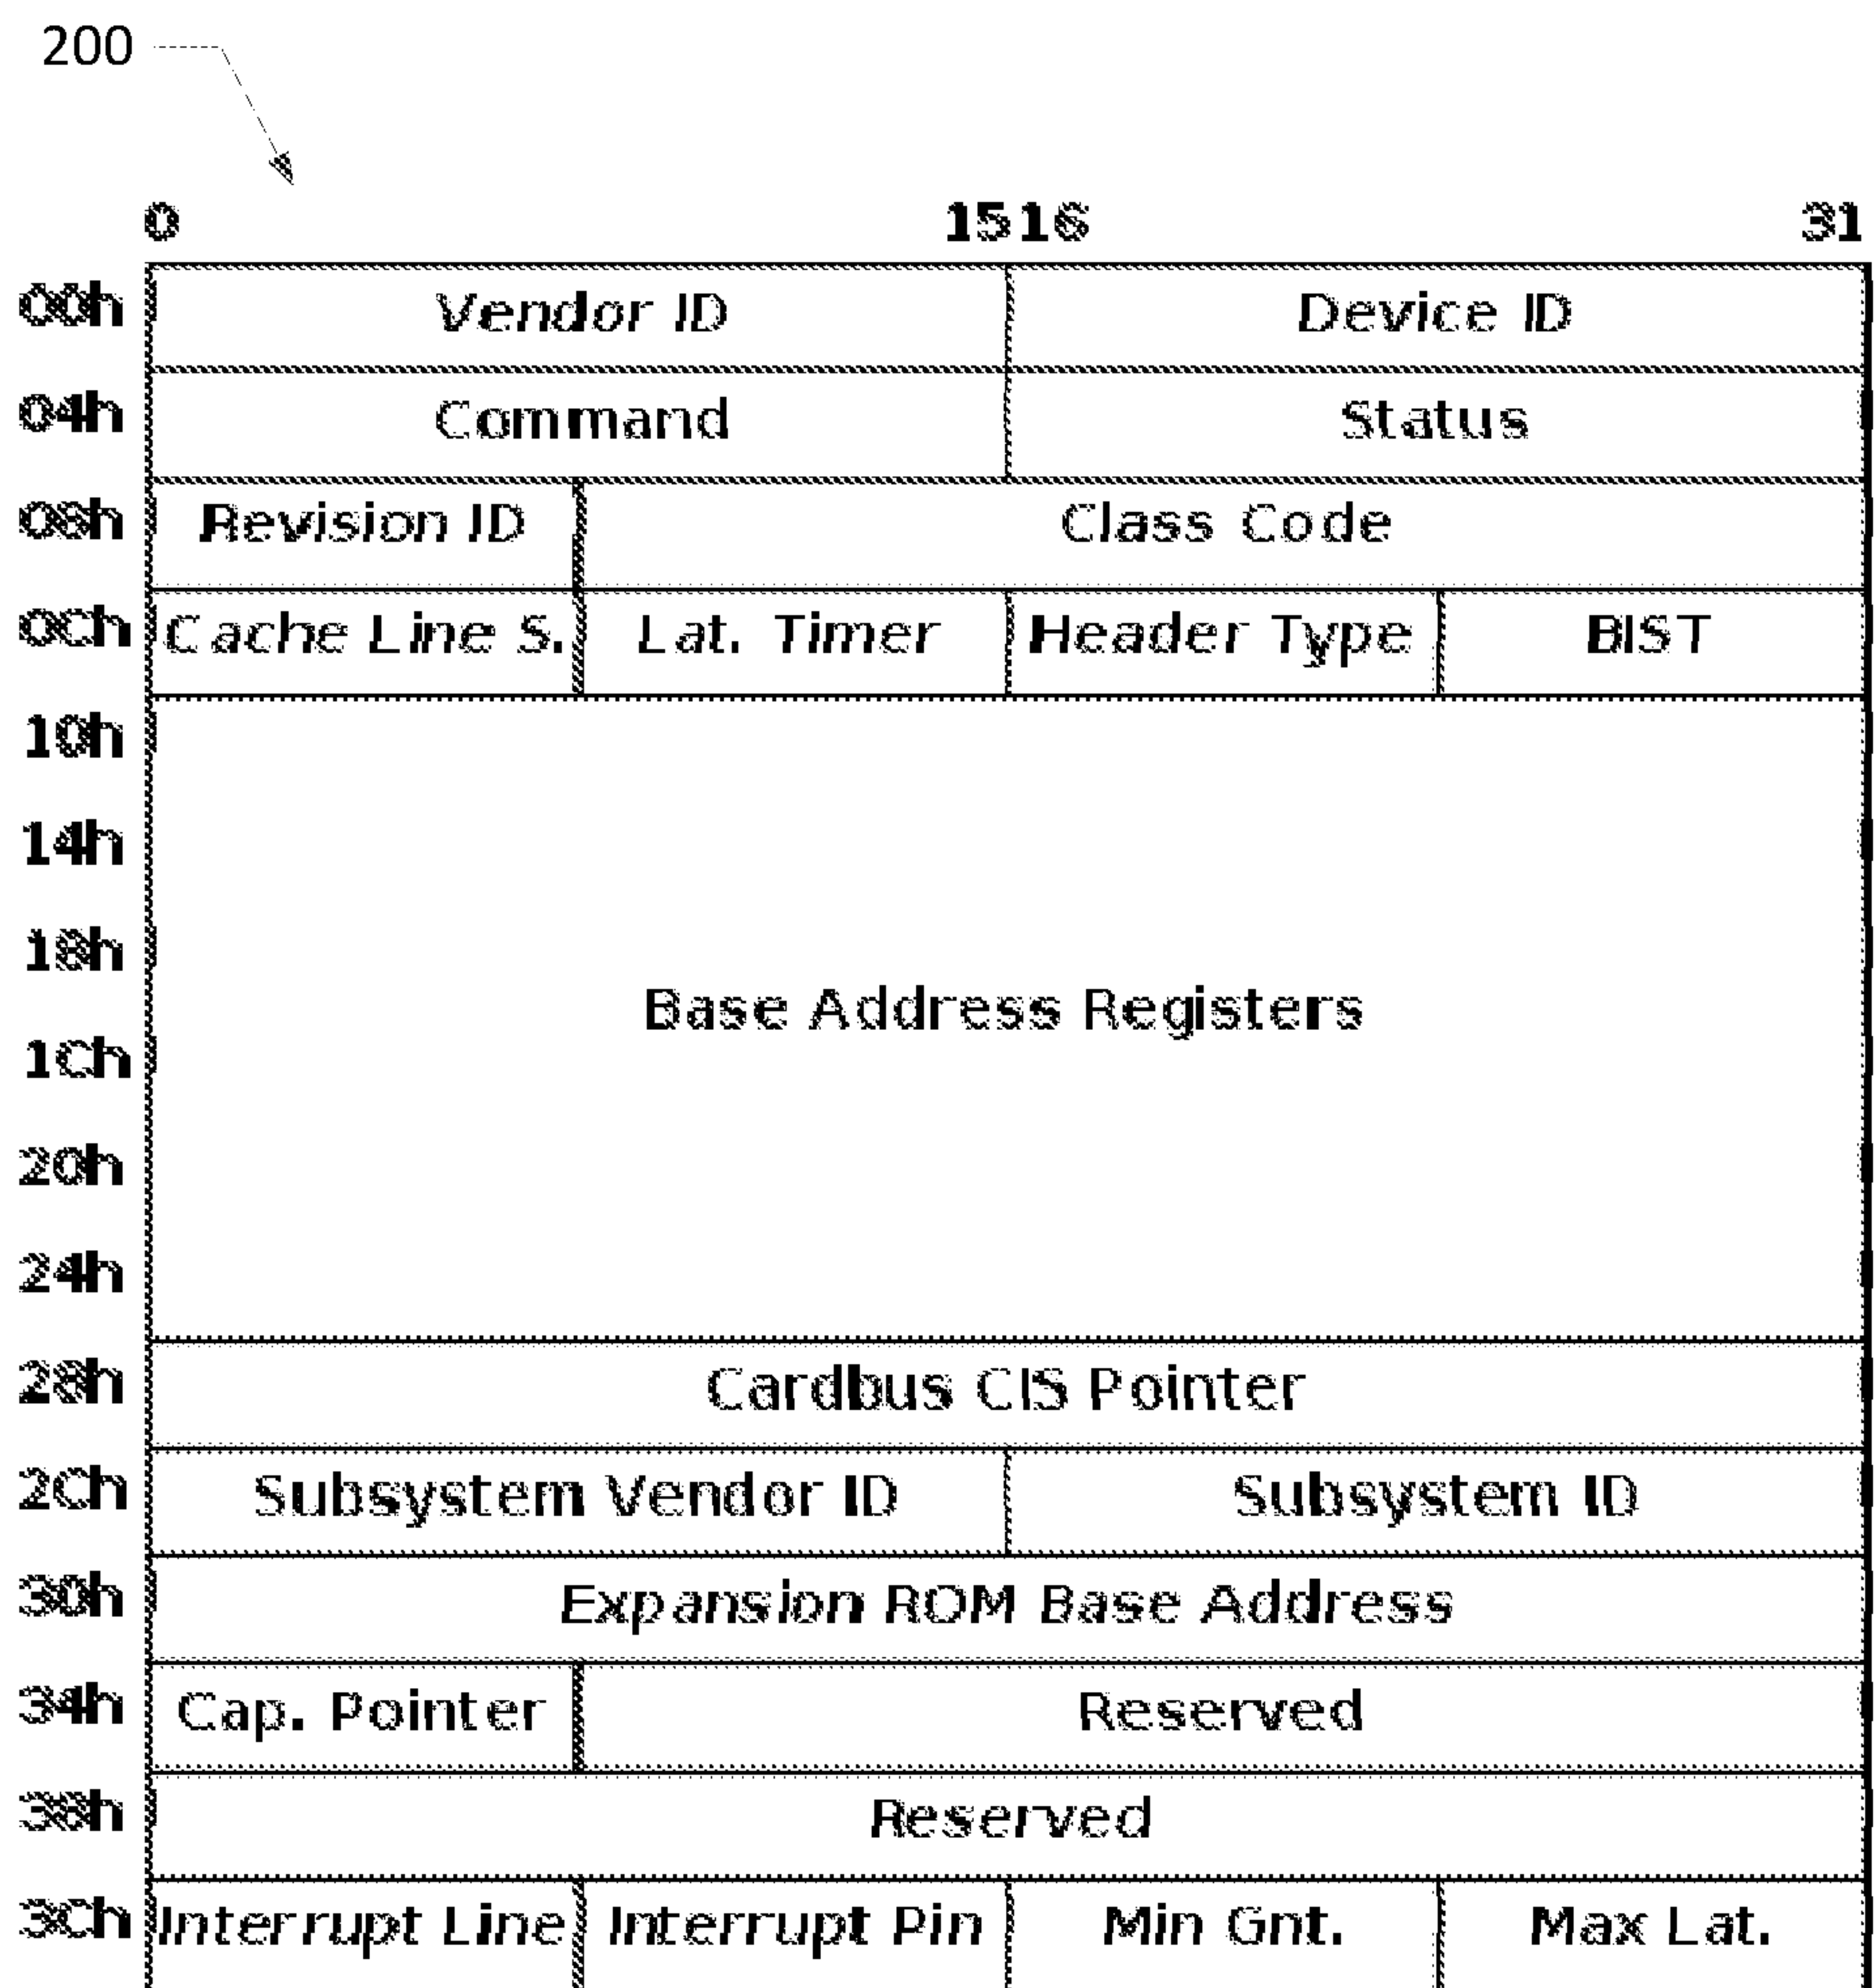 200
0 15 16 31
00h Vendor ID Device ID
04h Command Status
08h Revision ID Class Code
0Ch Cache Line S. Lat. Timer Header Type BIST
10h
14h
18h
Base Address Registers
1Ch
20h
24h
28h Cardbus CIS Pointer
2Ch Subsystem Vendor ID Subsystem ID
30h Expansion ROM Base Address
34h Cap. Pointer Reserved
38h Reserved
3Ch Interrupt Line Interrupt Pin Min Gnt. Max Lat.